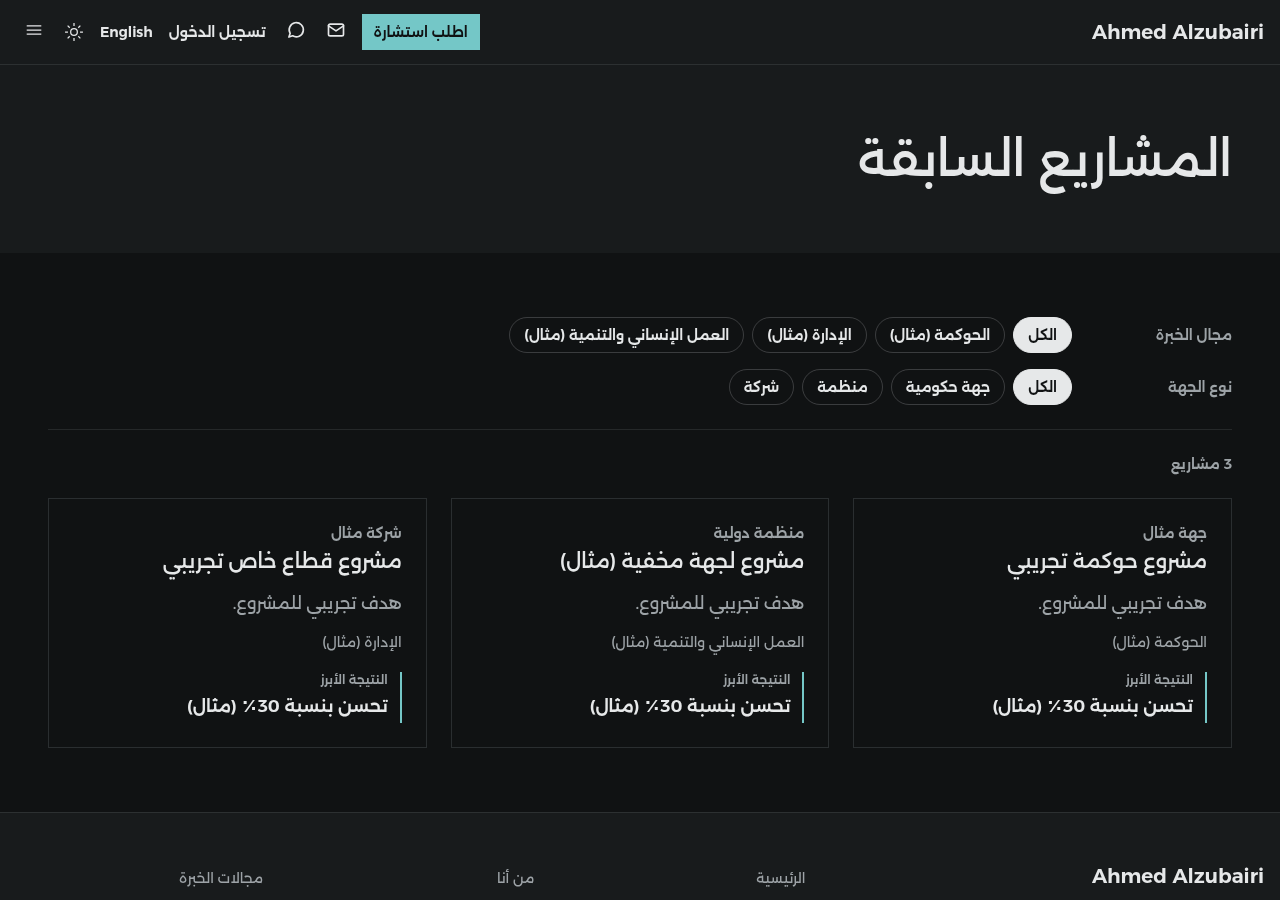 Ahmed Alzubairi
اطلب استشارة
تسجيل الدخول
English
المشاريع السابقة
مجال الخبرة
الكل
الحوكمة (مثال)
الإدارة (مثال)
العمل الإنساني والتنمية (مثال)
نوع الجهة
الكل
جهة حكومية
منظمة
شركة
3 مشاريع
جهة مثال
مشروع حوكمة تجريبي
هدف تجريبي للمشروع.
الحوكمة (مثال)
النتيجة الأبرز
تحسن بنسبة 30٪ (مثال)
منظمة دولية
مشروع لجهة مخفية (مثال)
هدف تجريبي للمشروع.
العمل الإنساني والتنمية (مثال)
النتيجة الأبرز
تحسن بنسبة 30٪ (مثال)
شركة مثال
مشروع قطاع خاص تجريبي
هدف تجريبي للمشروع.
الإدارة (مثال)
النتيجة الأبرز
تحسن بنسبة 30٪ (مثال)
Ahmed Alzubairi
الرئيسية
من أنا
مجالات الخبرة